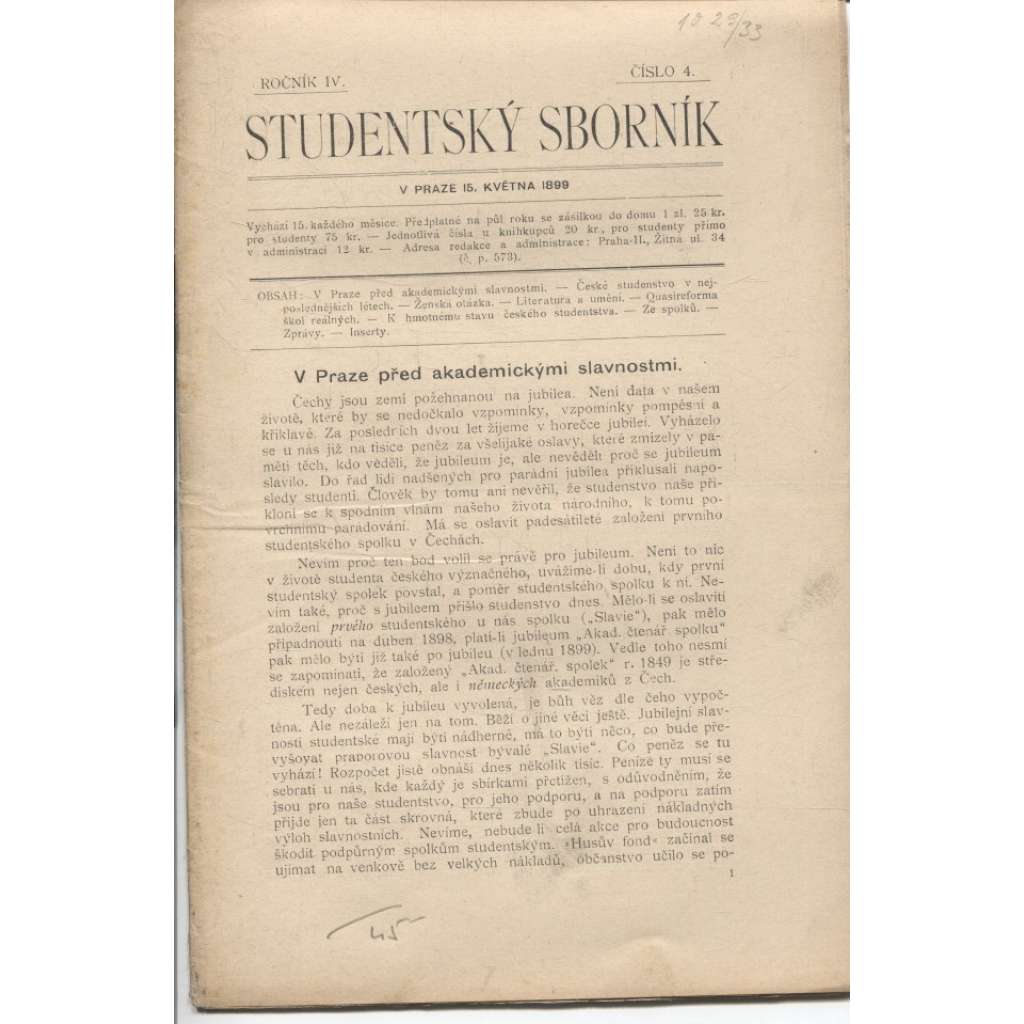 10 29/33
ROČNÍK IV.
ČÍSLO 4.
STUDENTSKÝ SBORNÍK
V PRAZE 15. KVĚTNA 1899
Vychází 15. každého měsíce. Předplatné na půl roku se zásilkou do domu 1 zl. 25 kr.
pro studenty 75 kr. — Jednotlivá čísla u knihkupců 20 kr., pro studenty přímo
v administraci 12 kr. — Adresa redakce a administrace: Praha-II., Žitná ul. 34
(č. p. 573).
OBSAH: V Praze před akademickými slavnostmi. — České studenstvo v nej-
poslednějších létech. — Ženská otázka. — Literatura a umění. — Quasireforma
škol reálných. — K hmotnému stavu českého studentstva. — Ze spolků. —
Zprávy. — Inserty.
V Praze před akademickými slavnostmi.
Čechy jsou zemí požehnanou na jubilea. Není data v našem
životě, které by se nedočkalo vzpomínky, vzpomínky pompésní a
křiklavé. Za posledních dvou let žijeme v horečce jubilejí. Vyházelo
se u nás již na tisíce peněz za všelijaké oslavy, které zmizely v pa-
měti těch, kdo věděli, že jubileum je, ale nevěděli proč se jubileum
slavilo. Do řad lidí nadšených pro parádní jubilea přiklusali napo-
sledy studenti. Člověk by tomu ani nevěřil, že studenstvo naše při-
kloní se k spodním vlnám našeho života národního, k tomu po-
vrchnímu parádování. Má se oslavit padesátileté založení prvního
studentského spolku v Čechách.
Nevím proč ten bod volil se právě pro jubileum. Není to nic
v životě studenta českého význačného, uvážíme-li dobu, kdy první
studentský spolek povstal, a poměr studentského spolku k ní. Ne-
vím také, proč s jubileem přišlo studenstvo dnes. Mělo-li se oslaviti
založení prvého studentského u nás spolku („Slavie“), pak mělo
připadnouti na duben 1898, platí-li jubileum „Akad. čtenář. spolku“
pak mělo býti již také po jubileu (v lednu 1899). Vedle toho nesmí
se zapomínati, že založený „Akad. čtenář. spolek“ r. 1849 je stře-
diskem nejen českých, ale i německých akademiků z Čech.
Tedy doba k jubileu vyvolená, je bůh věz dle čeho vypoč-
těna. Ale nezáleží jen na tom. Běží o jiné věci ještě. Jubilejní slav-
nosti studentské mají býti nádherné, má to býti něco, co bude pře-
vyšovat praporovou slavnost bývalé „Slavie“. Co peněz se tu
vyhází! Rozpočet jistě obnáší dnes několik tisíc. Peníze ty musí se
sebrati u nás, kde každý je sbírkami přetížen, s odůvodněním, že
jsou pro naše studentstvo, pro jeho podporu, a na podporu zatím
přijde jen ta část skrovná, které zbude po uhrazení nákladných
výloh slavnostních. Nevíme, nebude-li celá akce pro budoucnost
škodit podpůrným spolkům studentským. »Husův fond« začínal se
ujímat na venkově bez velkých nákladů, občanstvo učilo se po-
1
45